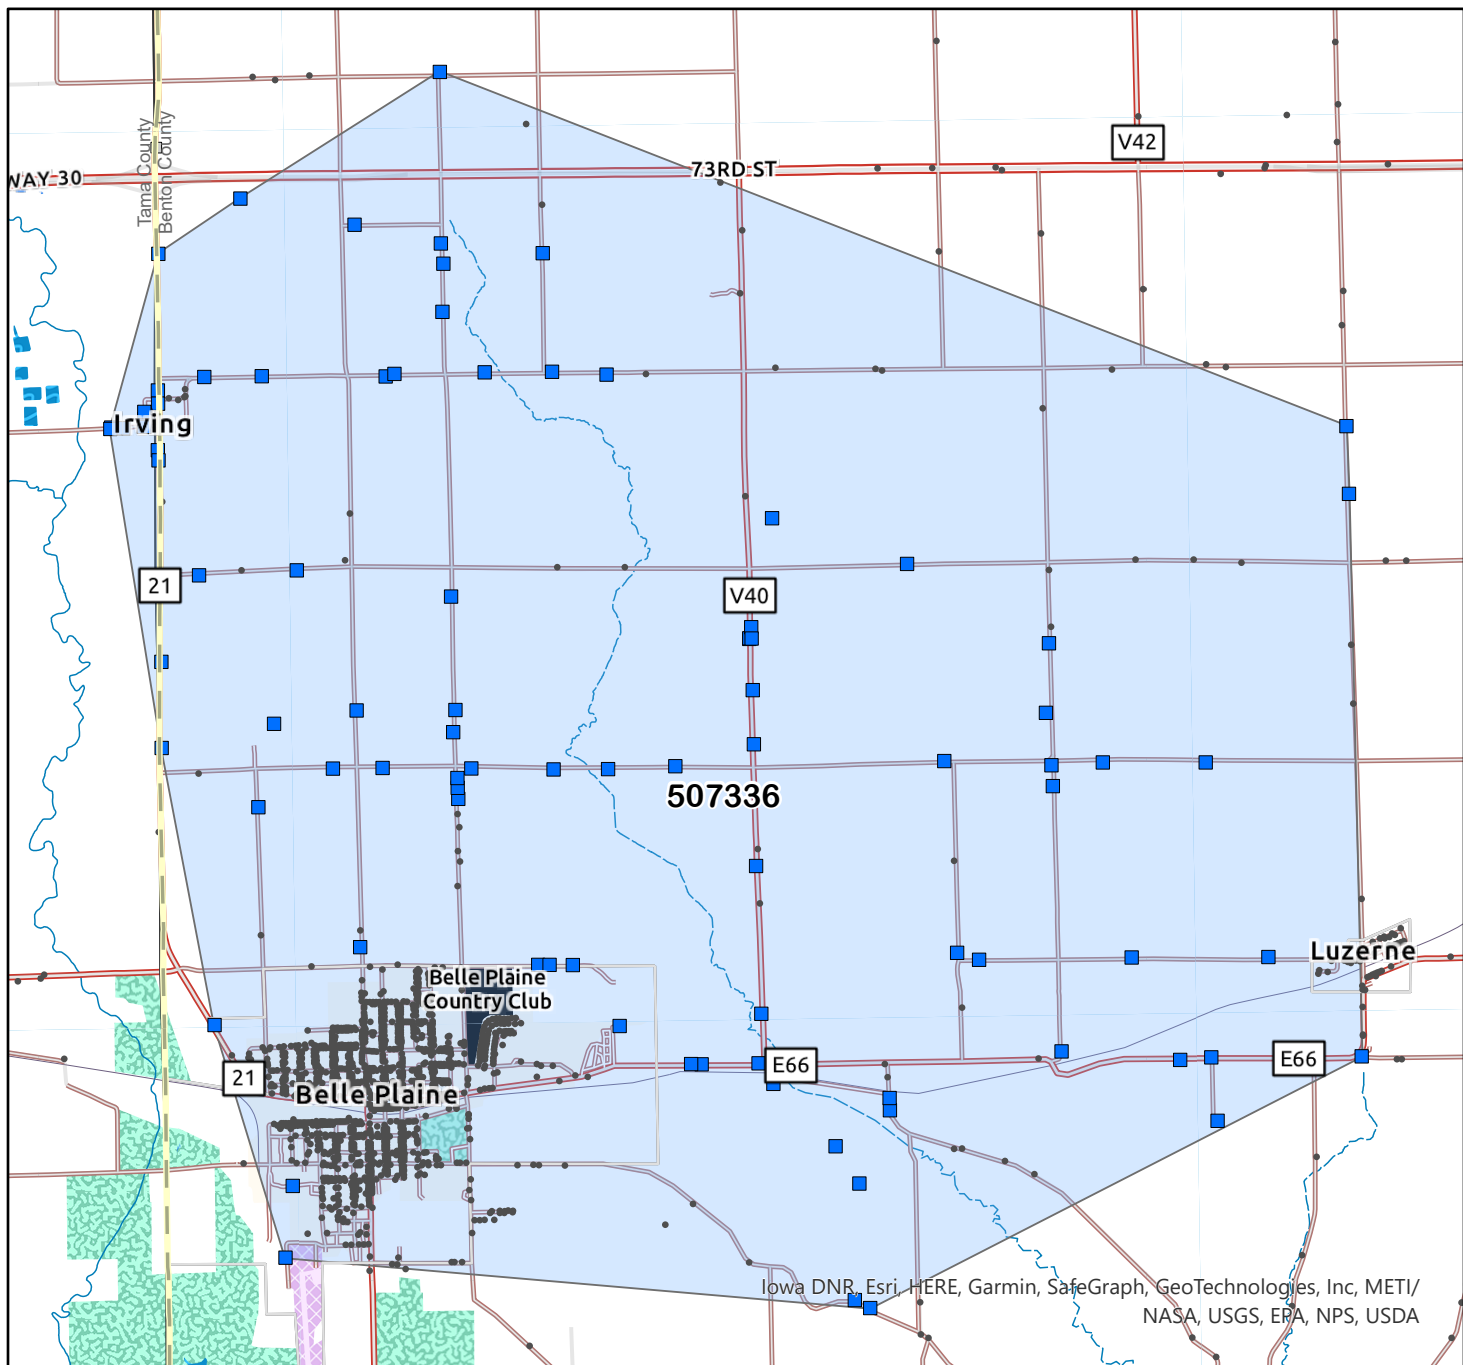 V42
Tama County
Benton County
73RD ST
WAY 30
Irving
21
V40
507336
Luzerne
Belle Plaine
Country Club
E66
E66
21
Belle Plaine
Iowa DNR, Esri, HERE, Garmin, SafeGraph, GeoTechnologies, Inc, METI/
NASA, USGS, EPA, NPS, USDA